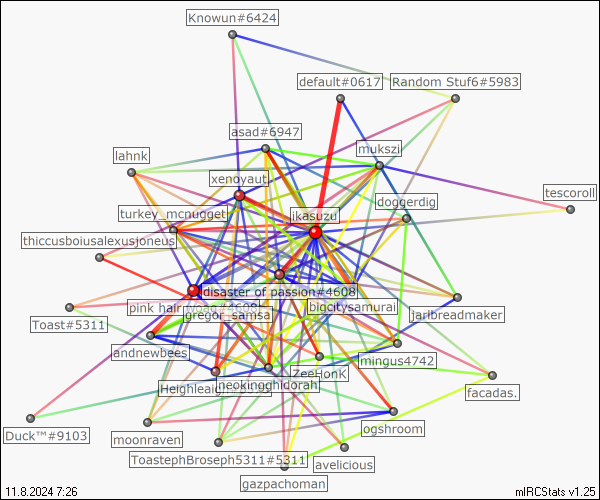 Knowun#6424
default#0617
Random Stuf6#5983
asad#6947
mukszi
lahnk
xenoyaut
tescoroll
doggerdig
turkey_mcnugget
jkasuzu
thiccusboiusalexusjoneus
disaster of passion#4608
pink hair
bigcitysamurai
gregor_samsa
jarlbreadmaker
Toast#5311
andnewbees
mingus4742
ZeeHonK
neokingghidorah
facadas.
ogshroom
Duck™#9103
moonraven
ToastephBroseph5311#5311
avelicious
gazpachoman
11.8.2024 7:26
mIRCStats v1.25